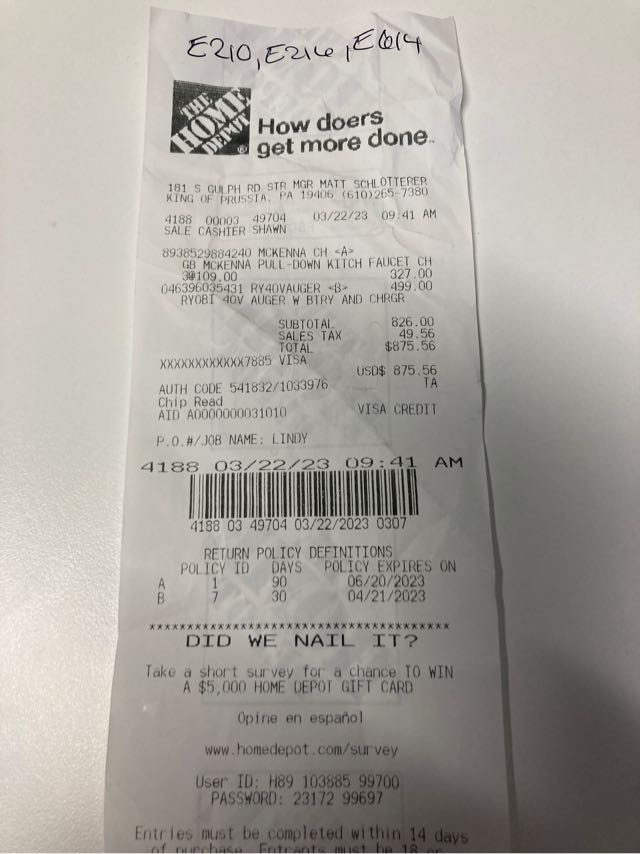 E210, E216, E614
THE
HOME
DEPOT
How doers
get more done..
181 S GULPH RD STR MGR MATT SCHLOTTERER
KING OF PRUSSIA, PA 19406 (610)265-7380
4188 00003 49704 03/22/23 09:41 AM
SALE CASHIER SHAWN
8938529884240 MCKENNA CH <A>
GB MCKENNA PULL-DOWN KITCH FAUCET CH
3@109.00 327.00
046396035431 RY40VAUGER <B> 499.00
RYOBI 40V AUGER W BTRY AND CHRGR
SUBTOTAL 826.00
SALES TAX 49.56
TOTAL $875.56
XXXXXXXXXXXX7885 VISA
USD$ 875.56
AUTH CODE 541832/1033976 TA
Chip Read
AID A0000000031010 VISA CREDIT
P.O.#/JOB NAME: LINDY
4188 03/22/23 09:41 AM
4188 03 49704 03/22/2023 0307
RETURN POLICY DEFINITIONS
POLICY ID DAYS POLICY EXPIRES ON
A 1 90 06/20/2023
B 7 30 04/21/2023
*******************************************
DID WE NAIL IT?
Take a short survey for a chance TO WIN
A $5,000 HOME DEPOT GIFT CARD
Opine en español
www.homedepot.com/survey
User ID: H89 103885 99700
PASSWORD: 23172 99697
Entries must be completed within 14 days
of purchase. Entrants must be 18 or